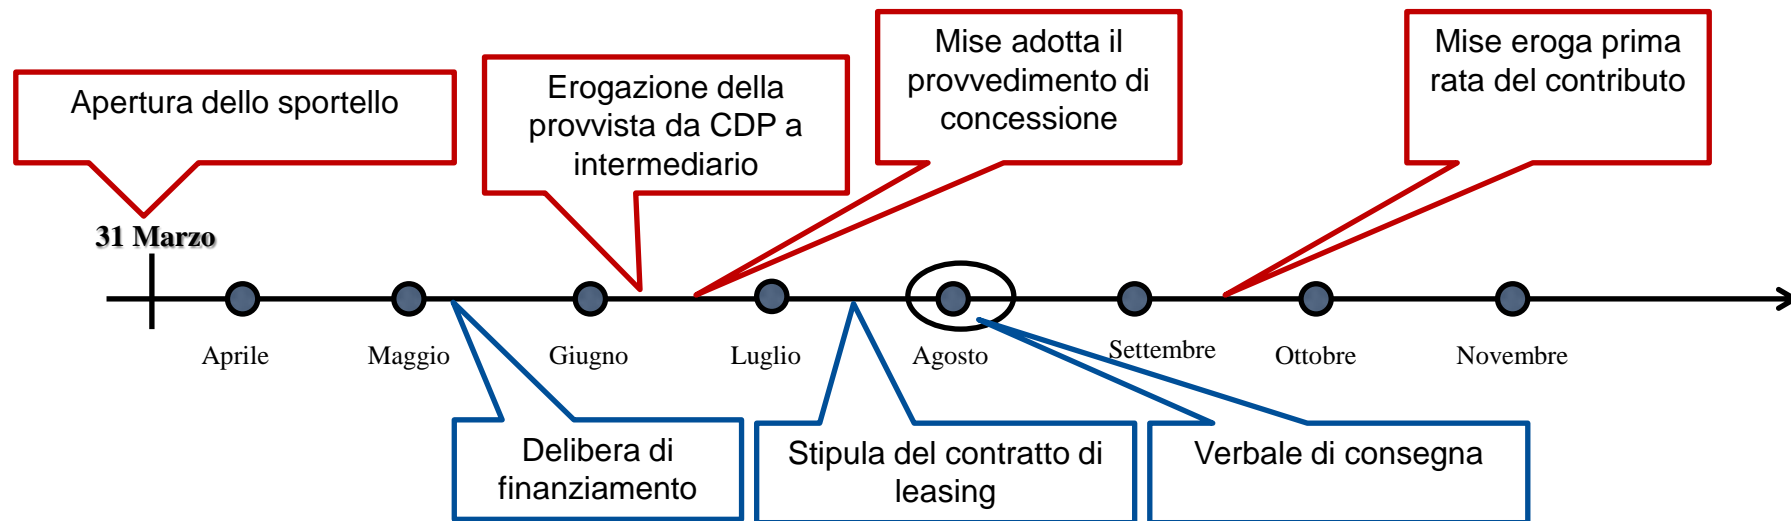 Apertura dello sportello
Erogazione della
provvista da CDP a
intermediario
Mise adotta il
provvedimento di
concessione
Mise eroga prima
rata del contributo
31 Marzo
Aprile
Maggio
Giugno
Luglio
Agosto
Settembre
Ottobre
Novembre
Delibera di
finanziamento
Stipula del contratto di
leasing
Verbale di consegna